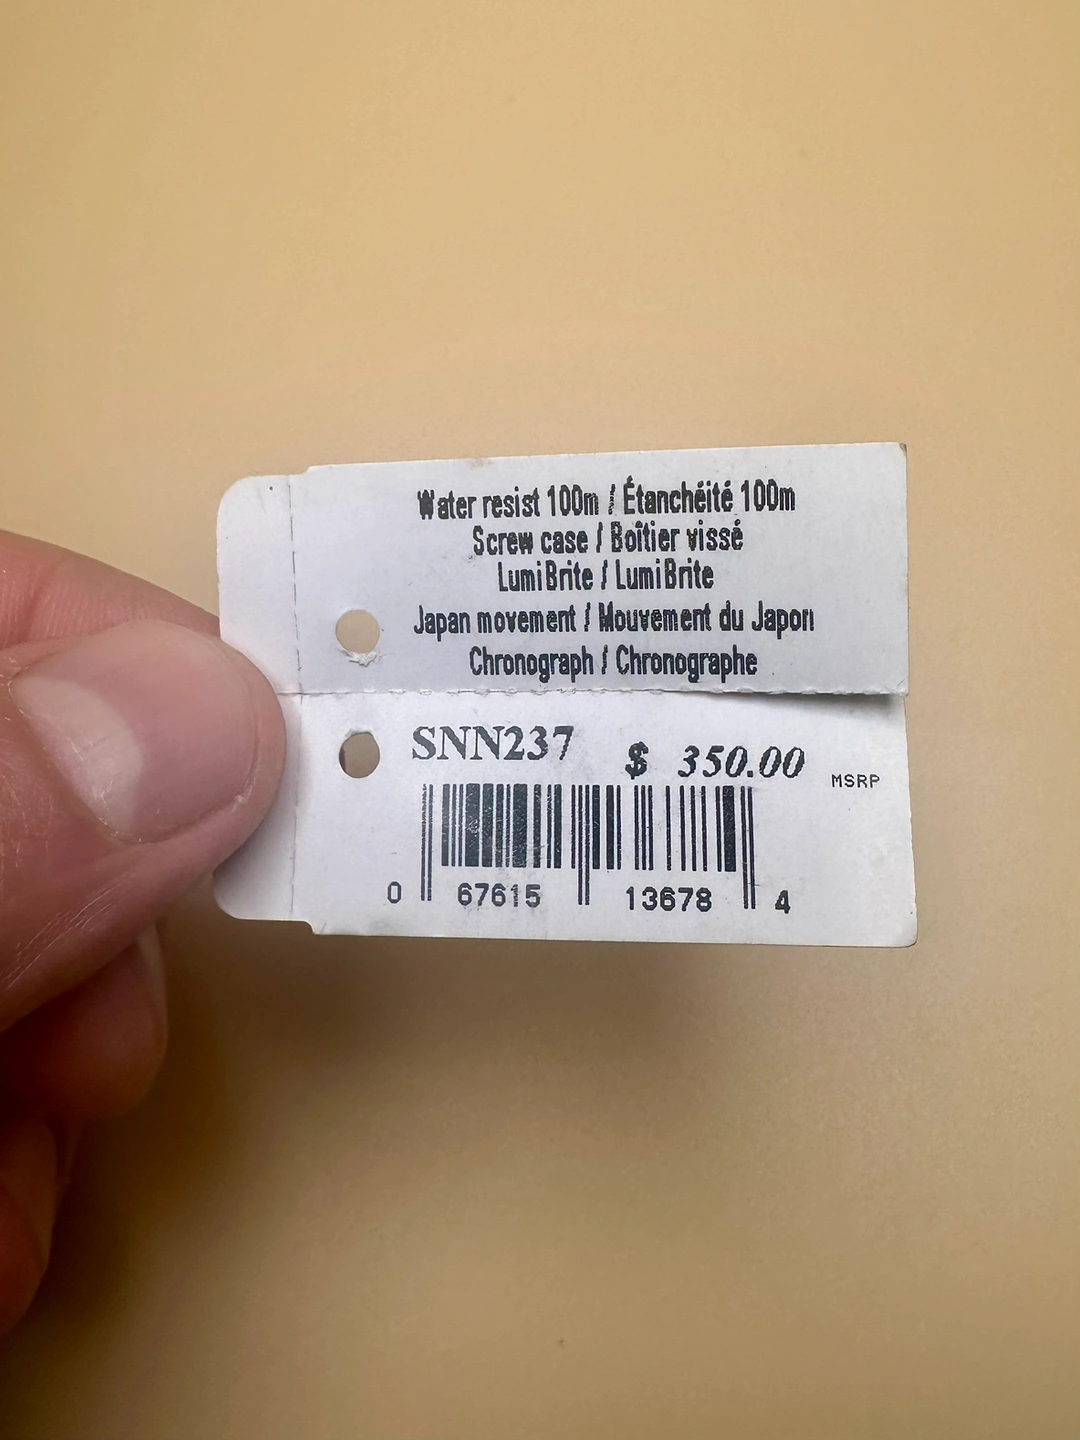 Water resist 100m / Étanchéité 100m
Screw case / Boîtier vissé
LumiBrite / LumiBrite
Japan movement / Mouvement du Japon
Chronograph / Chronographe
SNN237 $ 350.00 MSRP
0 67615 13678 4